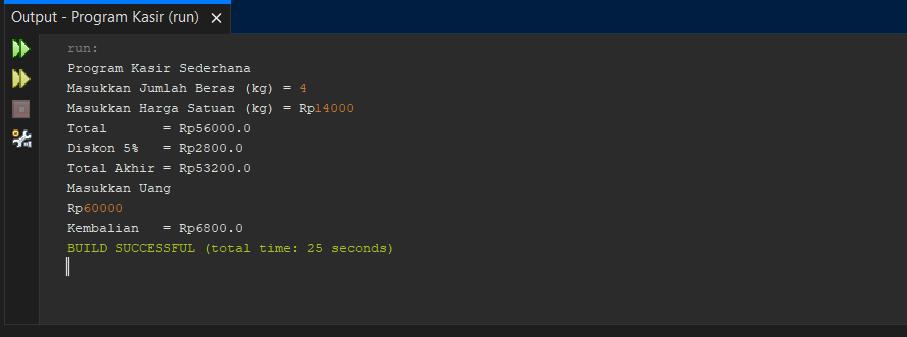 Output - Program Kasir (run) ×
run:
Program Kasir Sederhana
Masukkan Jumlah Beras (kg) = 4
Masukkan Harga Satuan (kg) = Rp14000
Total       = Rp56000.0
Diskon 5%   = Rp2800.0
Total Akhir = Rp53200.0
Masukkan Uang
Rp60000
Kembalian   = Rp6800.0
BUILD SUCCESSFUL (total time: 25 seconds)